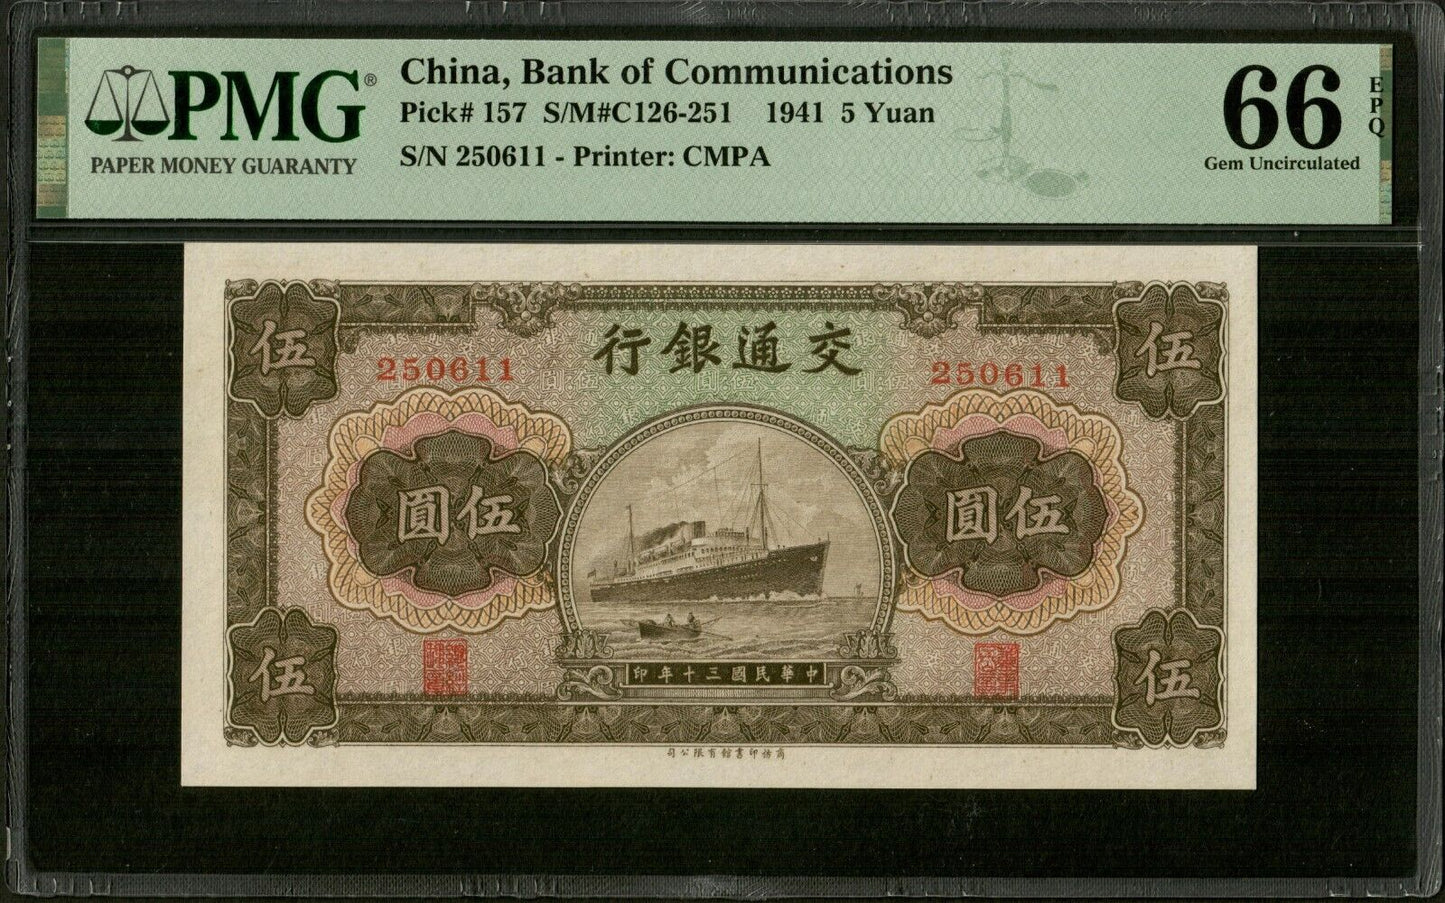 PMG®
PAPER MONEY GUARANTY
China, Bank of Communications
Pick# 157 S/M#C126-251 1941 5 Yuan
S/N 250611 - Printer: CMPA
66
EPQ
Gem Uncirculated
行銀通交
伍
伍
250611
250611
圓伍
圓伍
印年十三國民華中
伍
伍
司公限有館書印務商